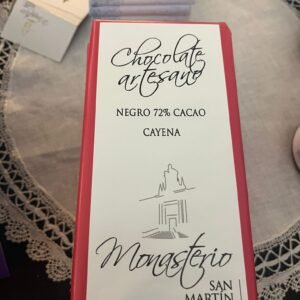 Chocolate
artesano
NEGRO 72% CACAO
CAYENA
Monasterio
SAN
MARTÍN